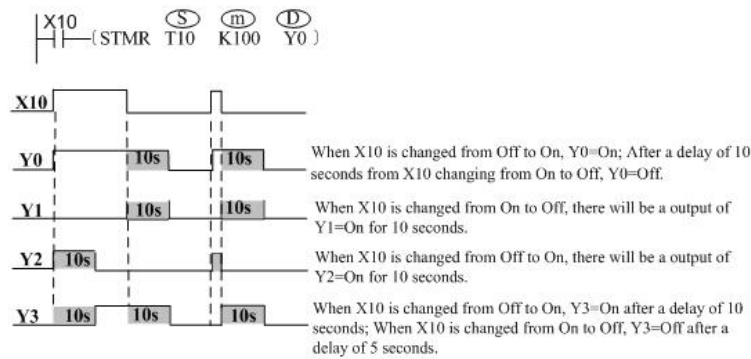 X10 S m D
STMR T10 K100 Y0
X10
Y0 10s 10s When X10 is changed from Off to On, Y0=On; After a delay of 10
seconds from X10 changing from On to Off, Y0=Off.
Y1 10s 10s When X10 is changed from On to Off, there will be a output of
Y1=On for 10 seconds.
Y2 10s When X10 is changed from Off to On, there will be a output of
Y2=On for 10 seconds.
Y3 10s 10s 10s When X10 is changed from Off to On, Y3=On after a delay of 10
seconds; When X10 is changed from On to Off, Y3=Off after a
delay of 5 seconds.